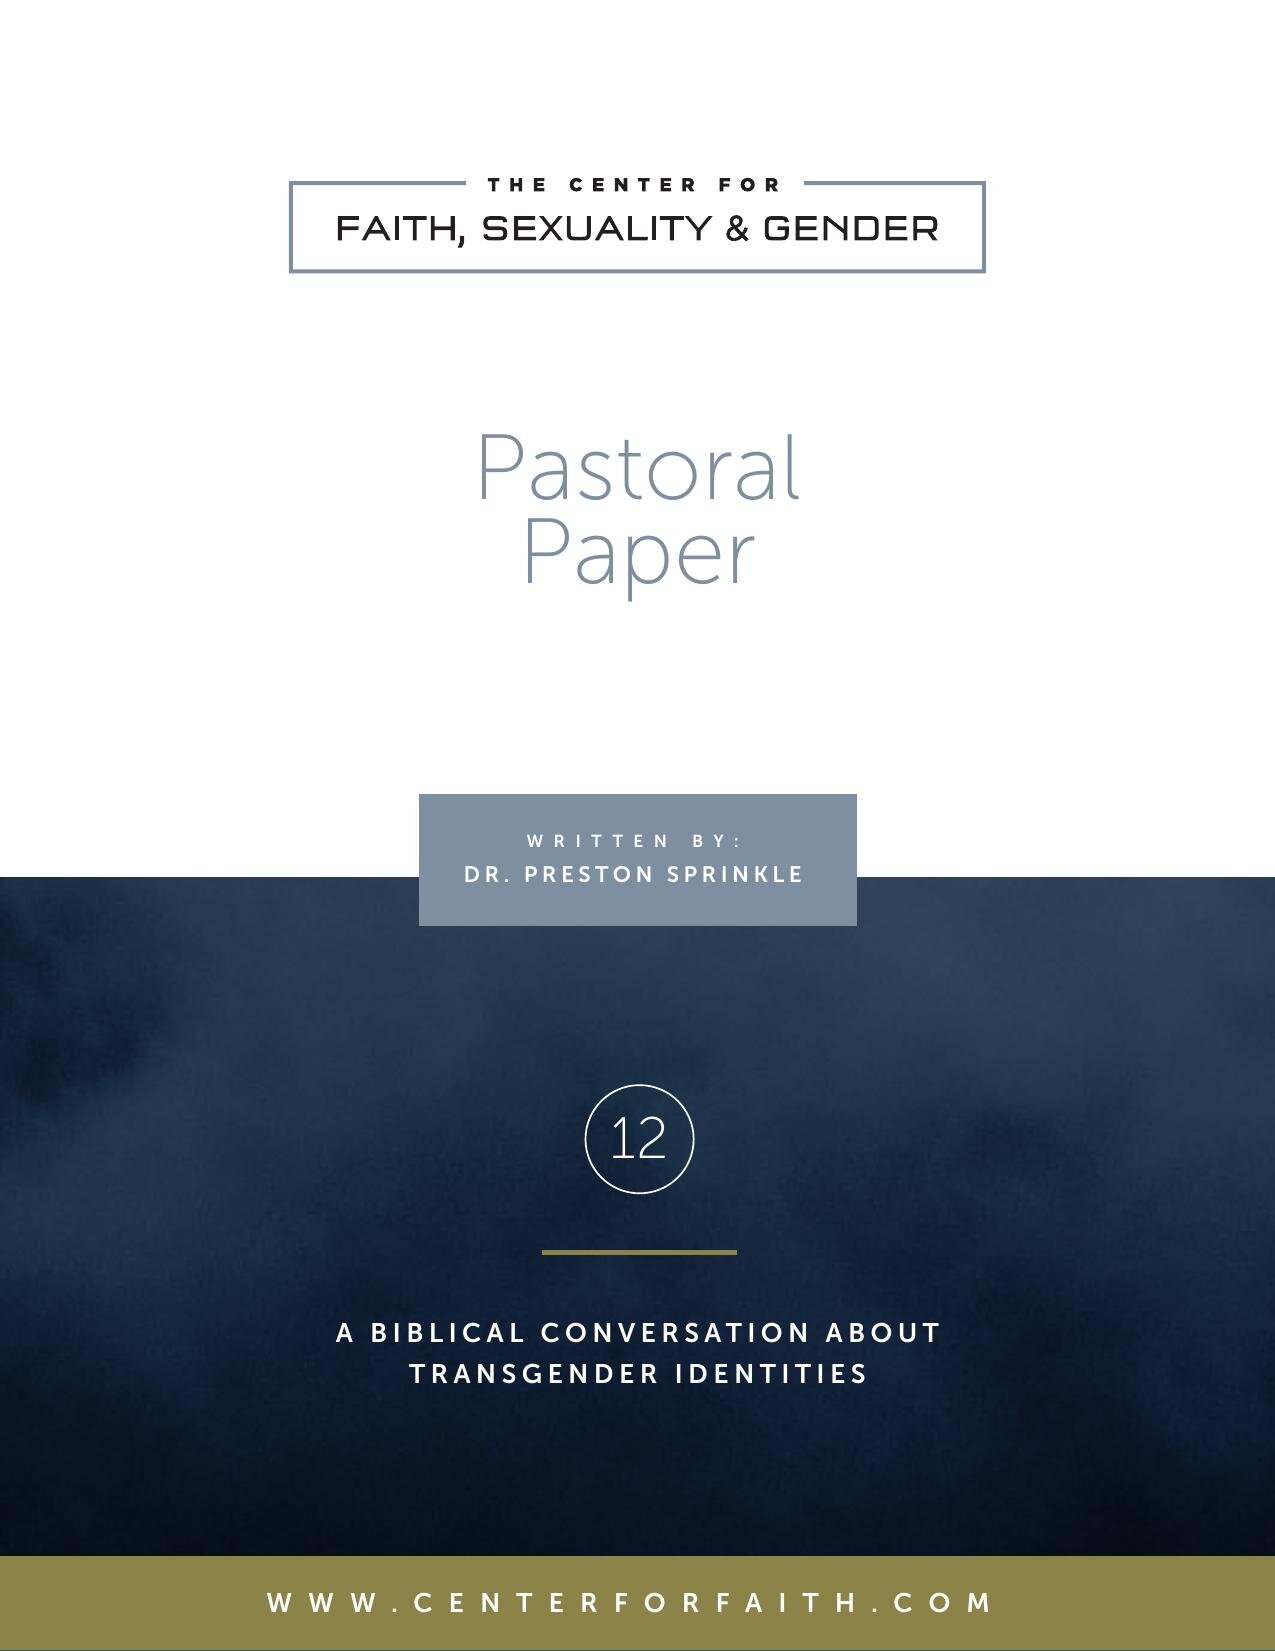 THE CENTER FOR
FAITH, SEXUALITY & GENDER
Pastoral
Paper
WRITTEN BY:
DR. PRESTON SPRINKLE
12
A BIBLICAL CONVERSATION ABOUT
TRANSGENDER IDENTITIES
WWW.CENTERFORFAITH.COM